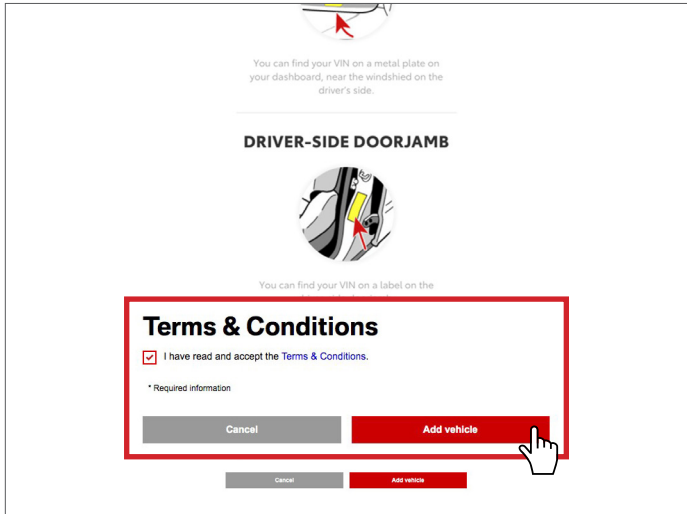 You can find your VIN on a metal plate on
your dashboard, near the windshied on the
driver's side.
DRIVER-SIDE DOORJAMB
You can find your VIN on a label on the
Terms & Conditions
I have read and accept the Terms & Conditions.
* Required information
Cancel
Add vehicle
Cancel
Add vehicle